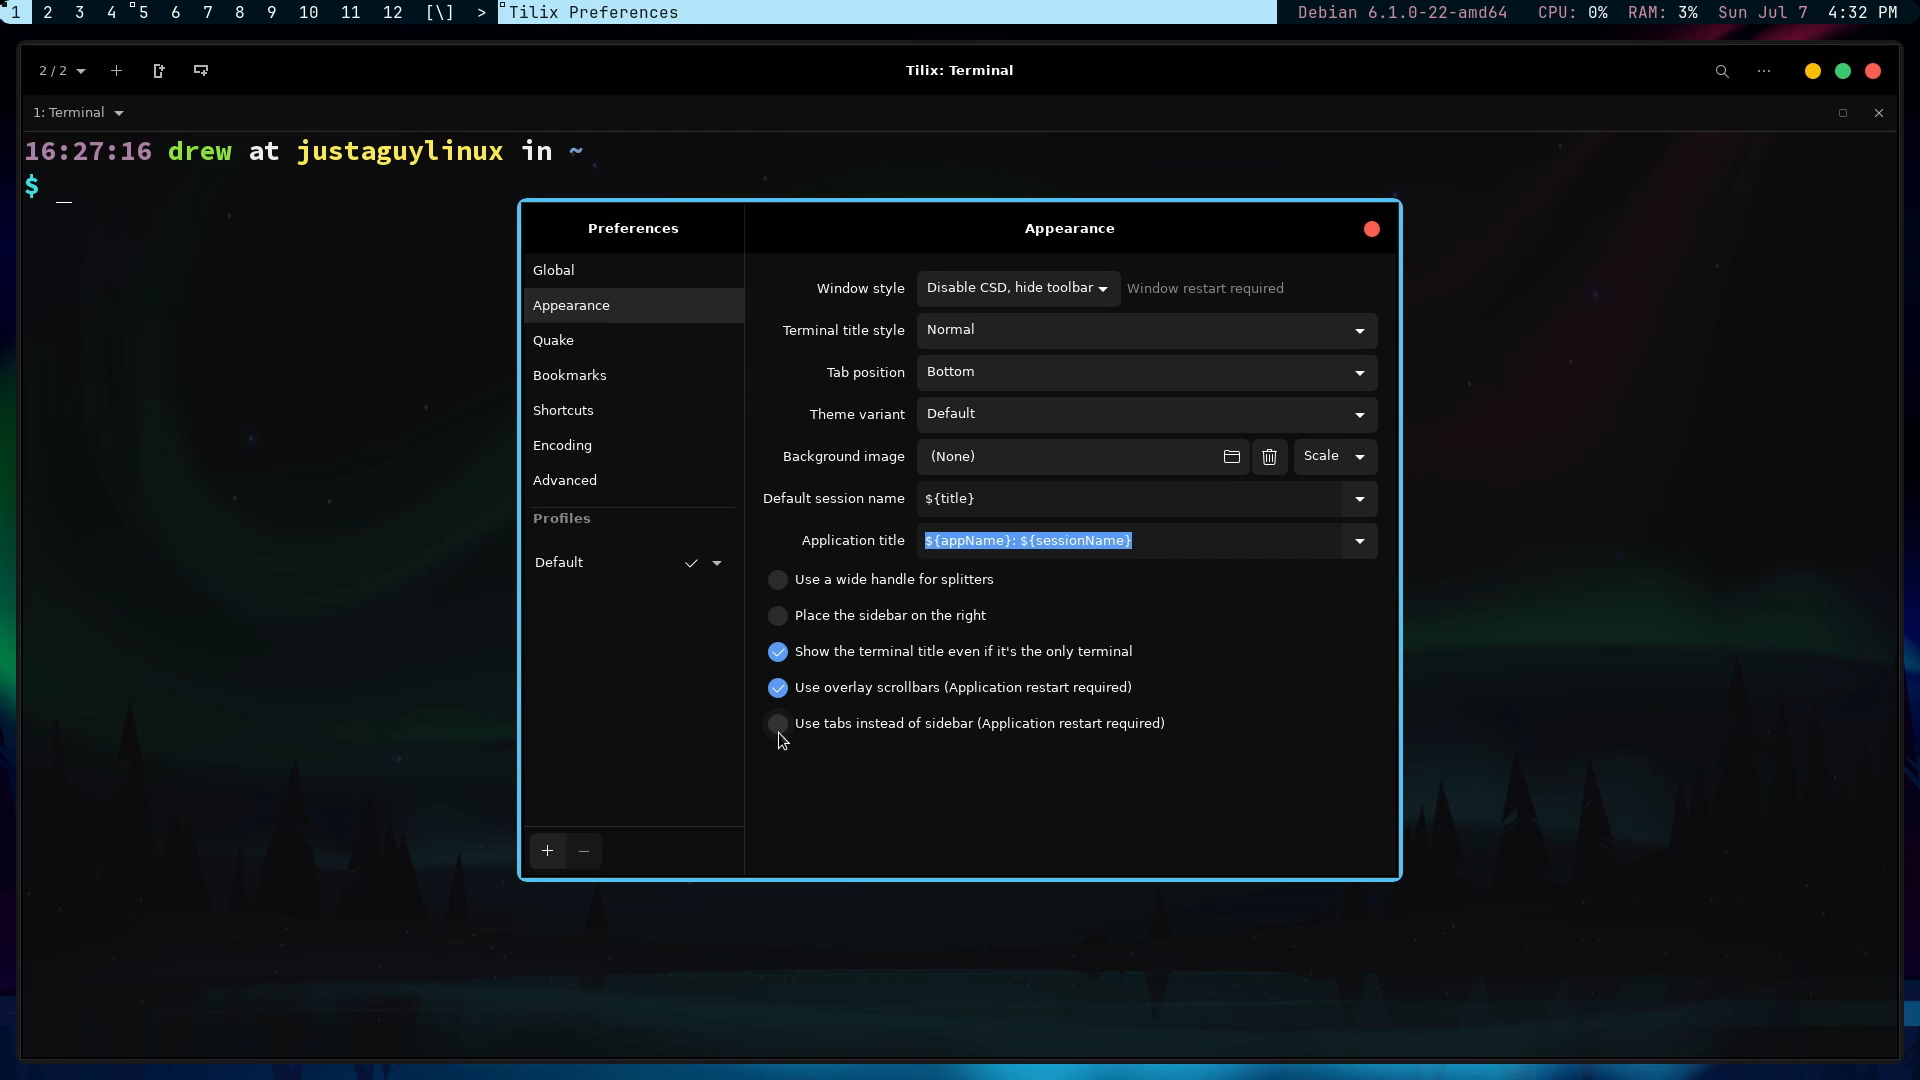 1 2 3 4 5 6 7 8 9 10 11 12 [\] > Tilix Preferences Debian 6.1.0-22-amd64 CPU: 0% RAM: 3% Sun Jul 7 4:32 PM
2 / 2 Tilix: Terminal
1: Terminal
16:27:16 drew at justaguylinux in ~
$ _
Preferences
Global
Appearance
Quake
Bookmarks
Shortcuts
Encoding
Advanced
Profiles
Default
Appearance
Window style Disable CSD, hide toolbar Window restart required
Terminal title style Normal
Tab position Bottom
Theme variant Default
Background image (None) Scale
Default session name ${title}
Application title ${appName}: ${sessionName}
Use a wide handle for splitters
Place the sidebar on the right
Show the terminal title even if it's the only terminal
Use overlay scrollbars (Application restart required)
Use tabs instead of sidebar (Application restart required)